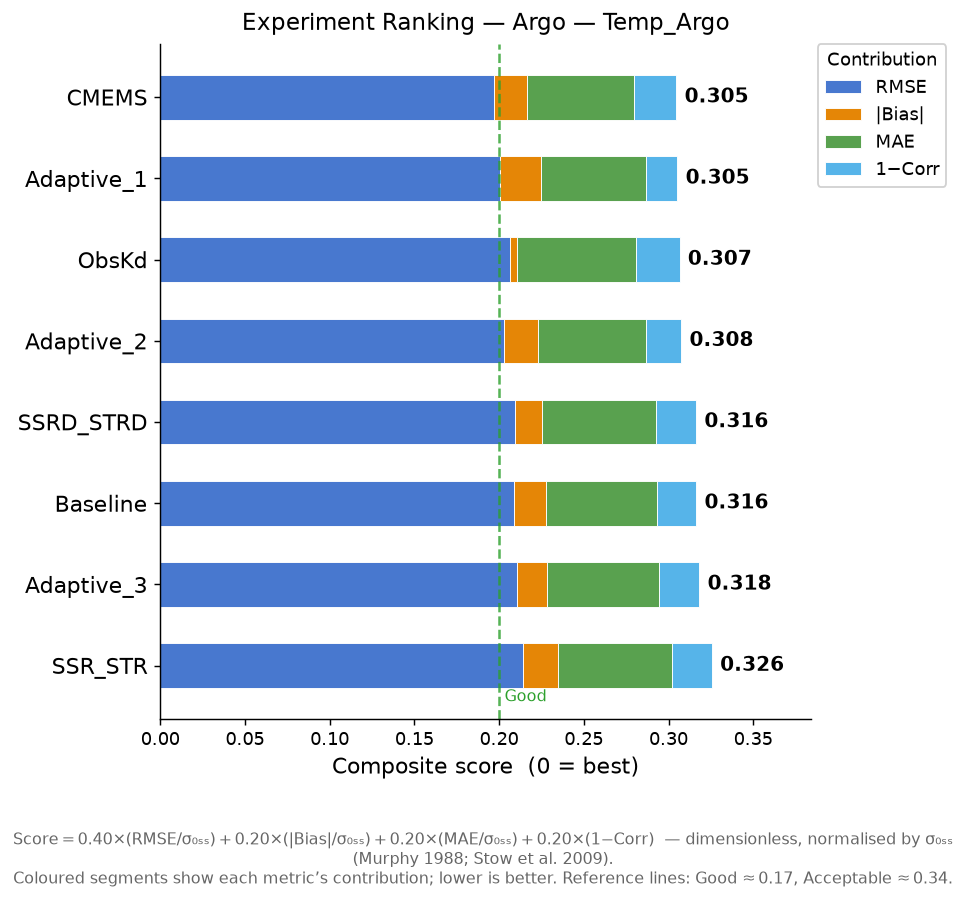 Experiment Ranking — Argo — Temp_Argo
Contribution
RMSE
|Bias|
MAE
1−Corr
CMEMS
0.305
Adaptive_1
0.305
ObsKd
0.307
Adaptive_2
0.308
SSRD_STRD
0.316
Baseline
0.316
Adaptive_3
0.318
SSR_STR
0.326
Good
0.00 0.05 0.10 0.15 0.20 0.25 0.30 0.35
Composite score (0 = best)
Score = 0.40×(RMSE/σ₀ₛₛ) + 0.20×(|Bias|/σ₀ₛₛ) + 0.20×(MAE/σ₀ₛₛ) + 0.20×(1−Corr) — dimensionless, normalised by σ₀ₛₛ
(Murphy 1988; Stow et al. 2009).
Coloured segments show each metric’s contribution; lower is better. Reference lines: Good ≈ 0.17, Acceptable ≈ 0.34.